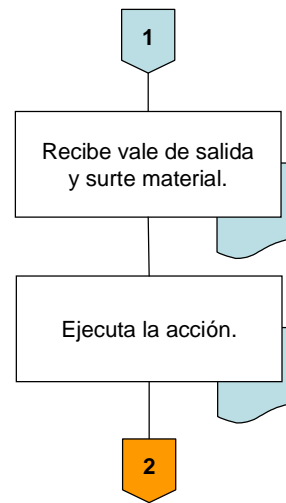 1
Recibe vale de salida
y surte material.
Ejecuta la acción.
2